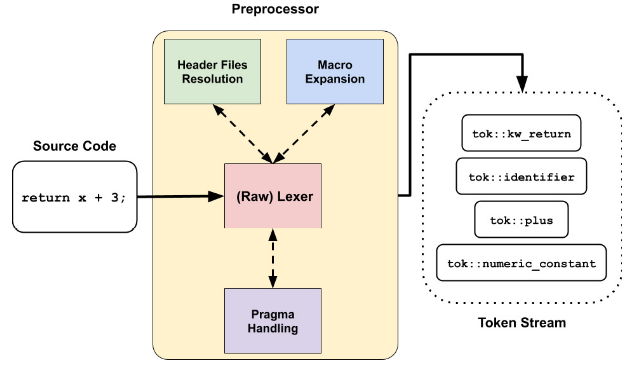 Preprocessor
Header Files
Resolution
Macro
Expansion
Source Code
return x + 3;
(Raw) Lexer
Pragma
Handling
tok::kw_return
tok::identifier
tok::plus
tok::numeric_constant
Token Stream